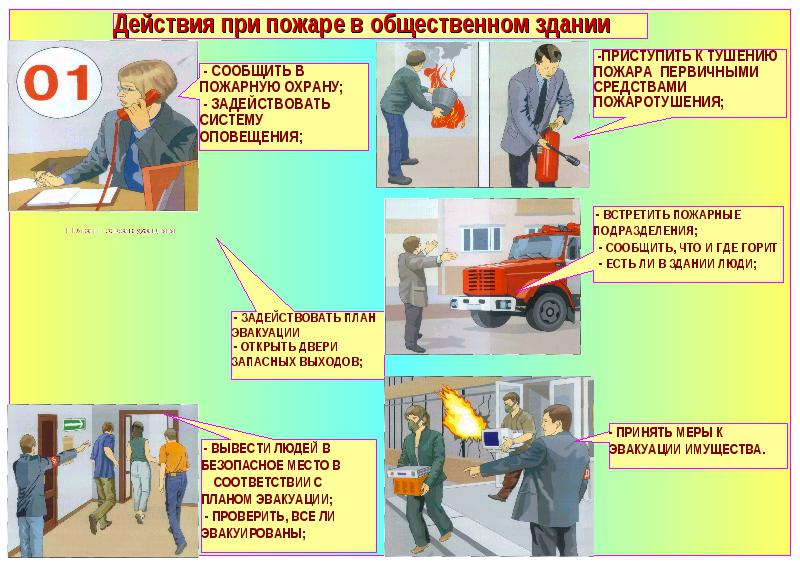 Действия при пожаре в общественном здании
01
- СООБЩИТЬ В
ПОЖАРНУЮ ОХРАНУ;
- ЗАДЕЙСТВОВАТЬ
СИСТЕМУ
ОПОВЕЩЕНИЯ;
-ПРИСТУПИТЬ К ТУШЕНИЮ
ПОЖАРА ПЕРВИЧНЫМИ
СРЕДСТВАМИ
ПОЖАРОТУШЕНИЯ;
- ВСТРЕТИТЬ ПОЖАРНЫЕ
ПОДРАЗДЕЛЕНИЯ;
- СООБЩИТЬ, ЧТО И ГДЕ ГОРИТ
- ЕСТЬ ЛИ В ЗДАНИИ ЛЮДИ;
- ЗАДЕЙСТВОВАТЬ ПЛАН
ЭВАКУАЦИИ
- ОТКРЫТЬ ДВЕРИ
ЗАПАСНЫХ ВЫХОДОВ;
- ВЫВЕСТИ ЛЮДЕЙ В
БЕЗОПАСНОЕ МЕСТО В
СООТВЕТСТВИИ С
ПЛАНОМ ЭВАКУАЦИИ;
- ПРОВЕРИТЬ, ВСЕ ЛИ
ЭВАКУИРОВАНЫ;
- ПРИНЯТЬ МЕРЫ К
ЭВАКУАЦИИ ИМУЩЕСТВА.